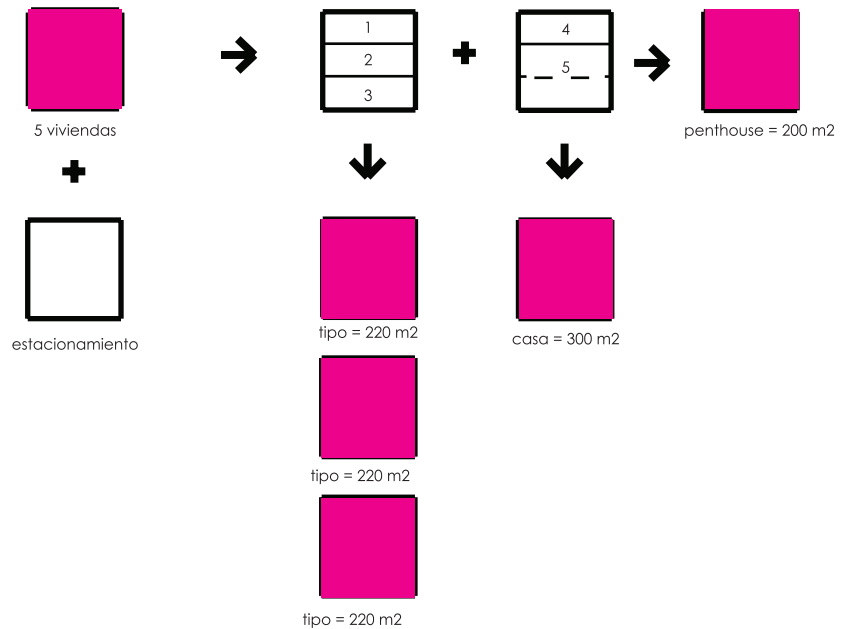 1
2
3
4
5
5 viviendas
penthouse = 200 m2
estacionamiento
tipo = 220 m2
casa = 300 m2
tipo = 220 m2
tipo = 220 m2